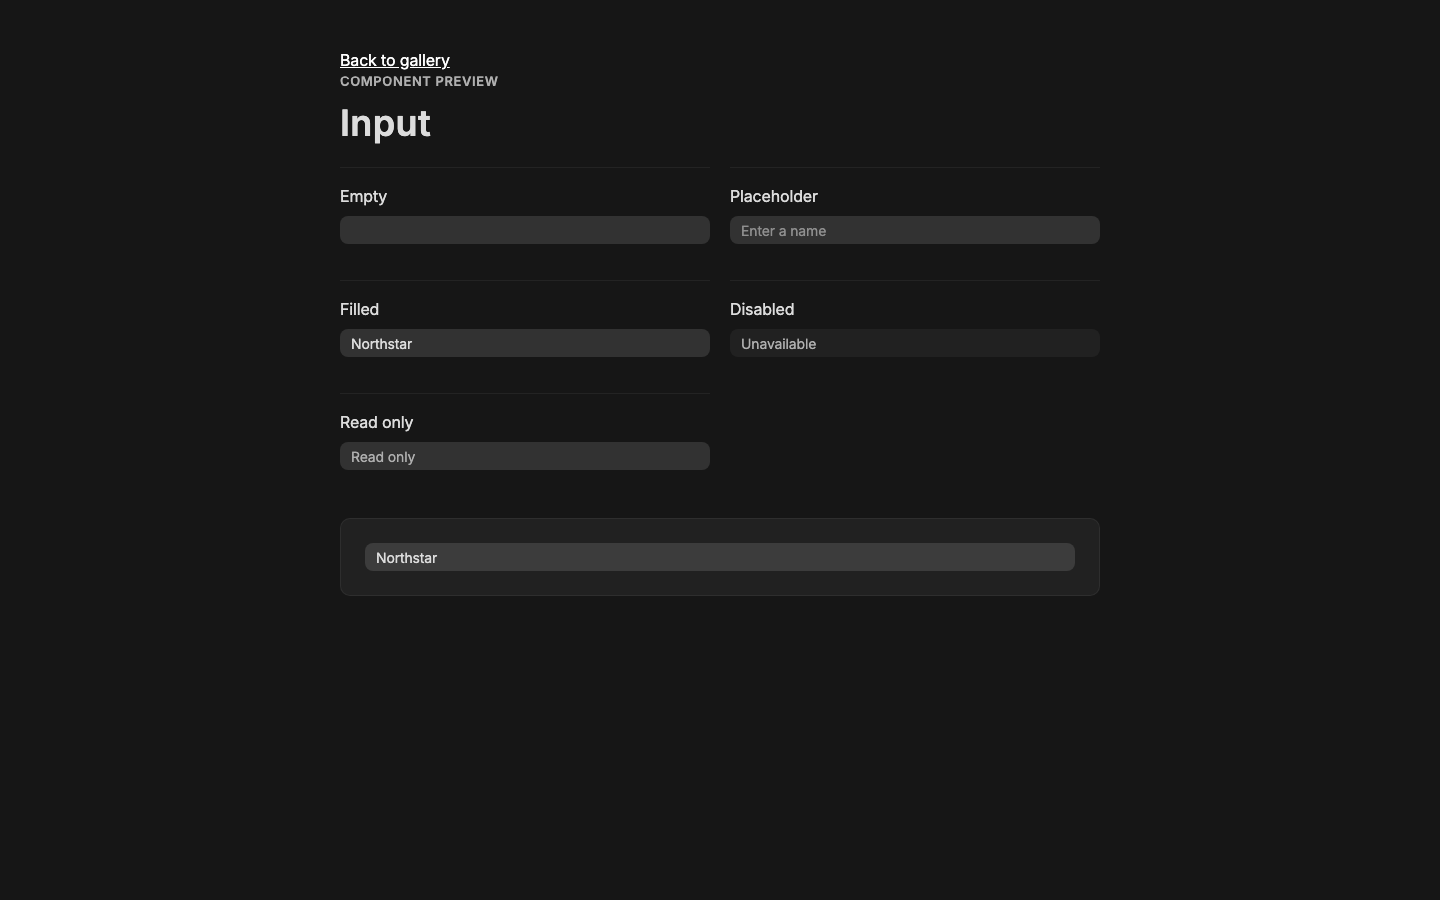 Back to gallery
COMPONENT PREVIEW
Input
Empty
Placeholder
Enter a name
Filled
Northstar
Disabled
Unavailable
Read only
Read only
Northstar